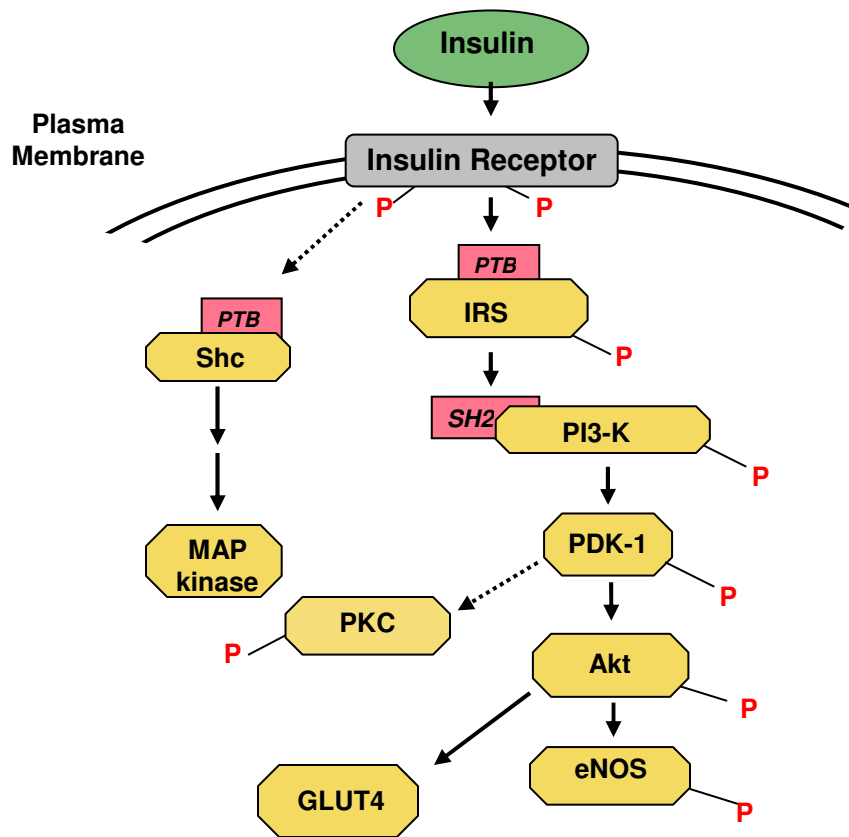 Insulin
Plasma
Membrane
Insulin Receptor
P
P
PTB
IRS
P
PTB
Shc
SH2
PI3-K
P
MAP
kinase
PDK-1
P
PKC
P
Akt
P
eNOS
P
GLUT4